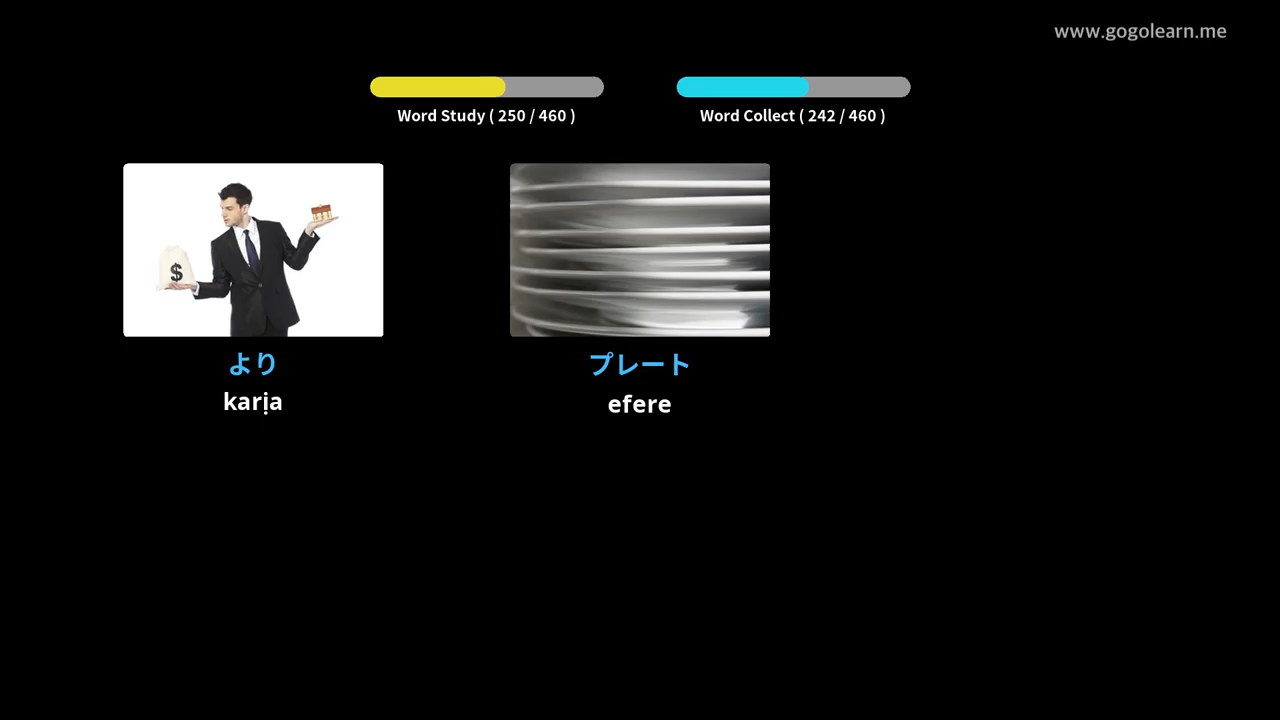 www.gogolearn.me
Word Study ( 250 / 460 )
Word Collect ( 242 / 460 )
$
より
karịa
プレート
efere